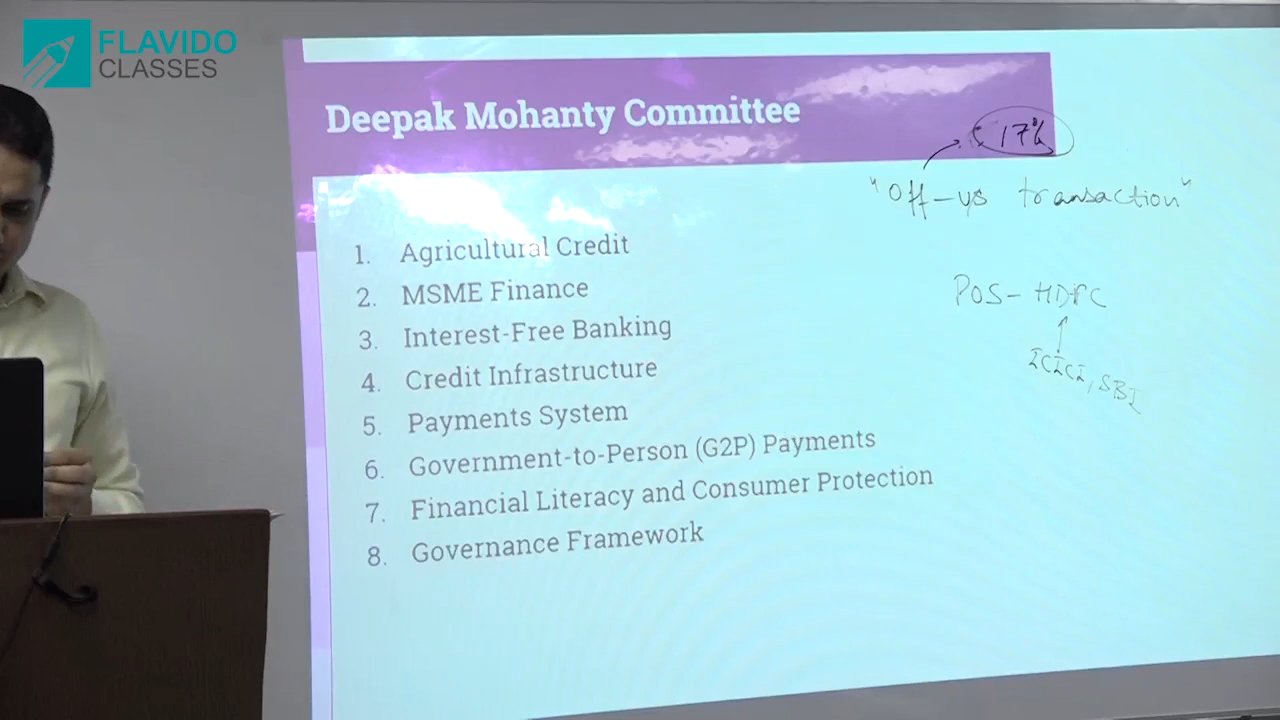 FLAVIDO
CLASSES
Deepak Mohanty Committee
17%
"Off-us transaction"
1. Agricultural Credit
2. MSME Finance
3. Interest-Free Banking
4. Credit Infrastructure
5. Payments System
6. Government-to-Person (G2P) Payments
7. Financial Literacy and Consumer Protection
8. Governance Framework
POS - HDFC
ICICI, SBI